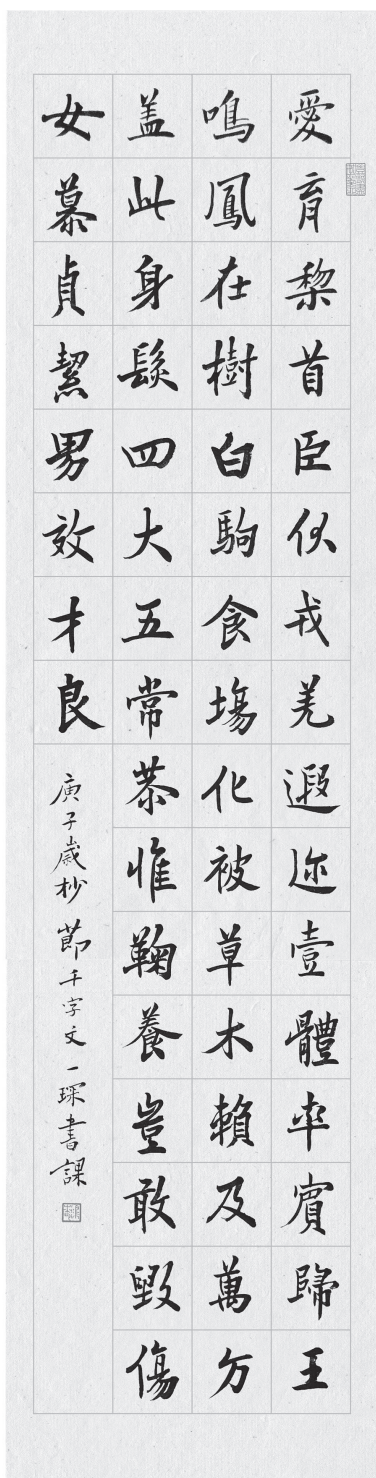 愛育黎首臣伏戎羌遐迩壹體率賓歸王
鳴鳳在樹白駒食塲化被草木賴及萬方
盖此身髮四大五常恭惟鞠養豈敢毀傷
女慕貞絜男效才良
庚子歲杪節千字文一琛書課